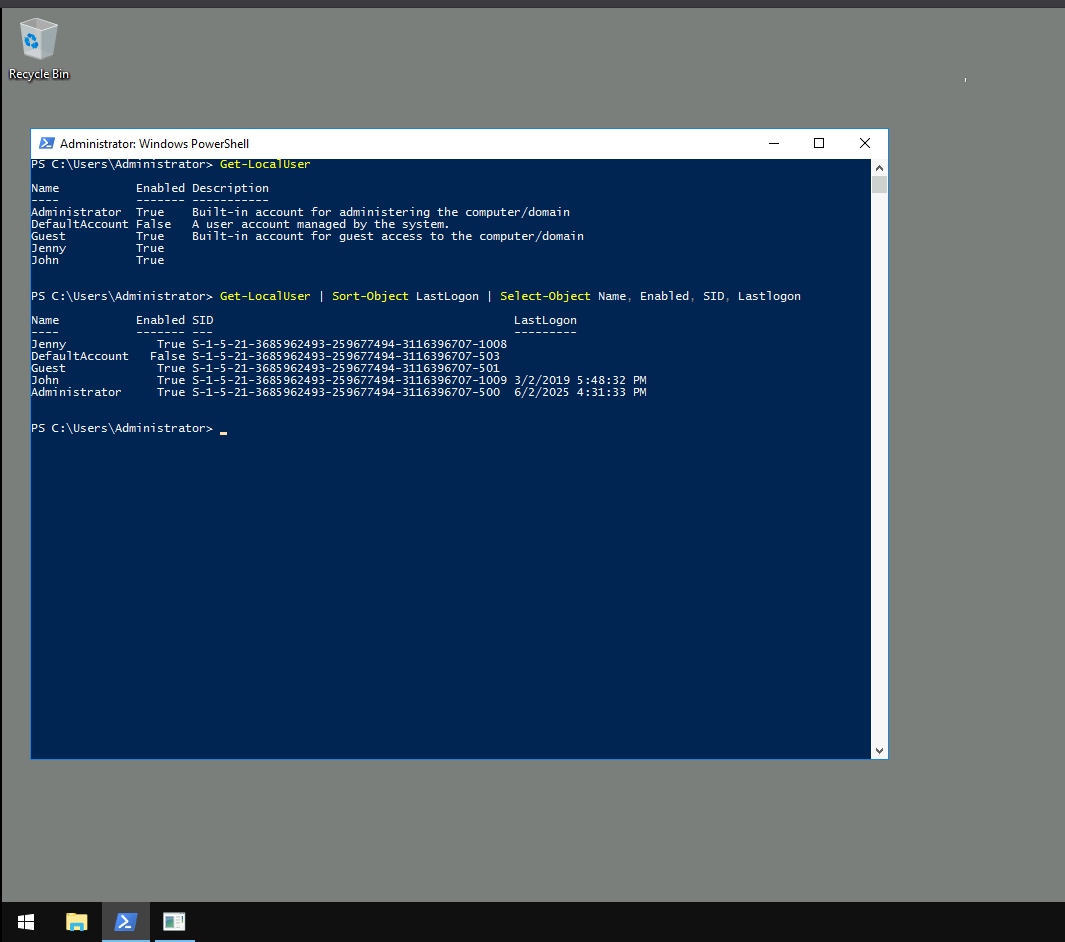 Recycle Bin
Administrator: Windows PowerShell
PS C:\Users\Administrator> Get-LocalUser
Name           Enabled Description
----           ------- -----------
Administrator  True    Built-in account for administering the computer/domain
DefaultAccount False   A user account managed by the system.
Guest          True    Built-in account for guest access to the computer/domain
Jenny          True
John           True
PS C:\Users\Administrator> Get-LocalUser | Sort-Object LastLogon | Select-Object Name, Enabled, SID, Lastlogon
Name           Enabled SID                                           LastLogon
----           ------- ---                                           ---------
Jenny             True S-1-5-21-3685962493-259677494-3116396707-1008
DefaultAccount   False S-1-5-21-3685962493-259677494-3116396707-503
Guest             True S-1-5-21-3685962493-259677494-3116396707-501
John              True S-1-5-21-3685962493-259677494-3116396707-1009 3/2/2019 5:48:32 PM
Administrator     True S-1-5-21-3685962493-259677494-3116396707-500  6/2/2025 4:31:33 PM
PS C:\Users\Administrator>